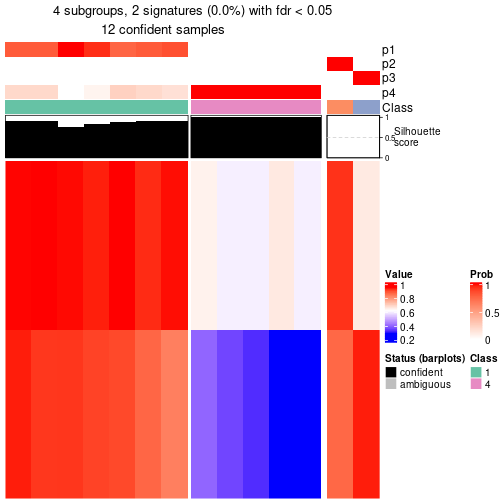 4 subgroups, 2 signatures (0.0%) with fdr < 0.05
12 confident samples
p1
p2
p3
p4
Class
1
0.5
0
Silhouette
score
Value
1
0.8
0.6
0.4
0.2
Prob
1
0.5
0
Status (barplots)
confident
ambiguous
Class
1
4